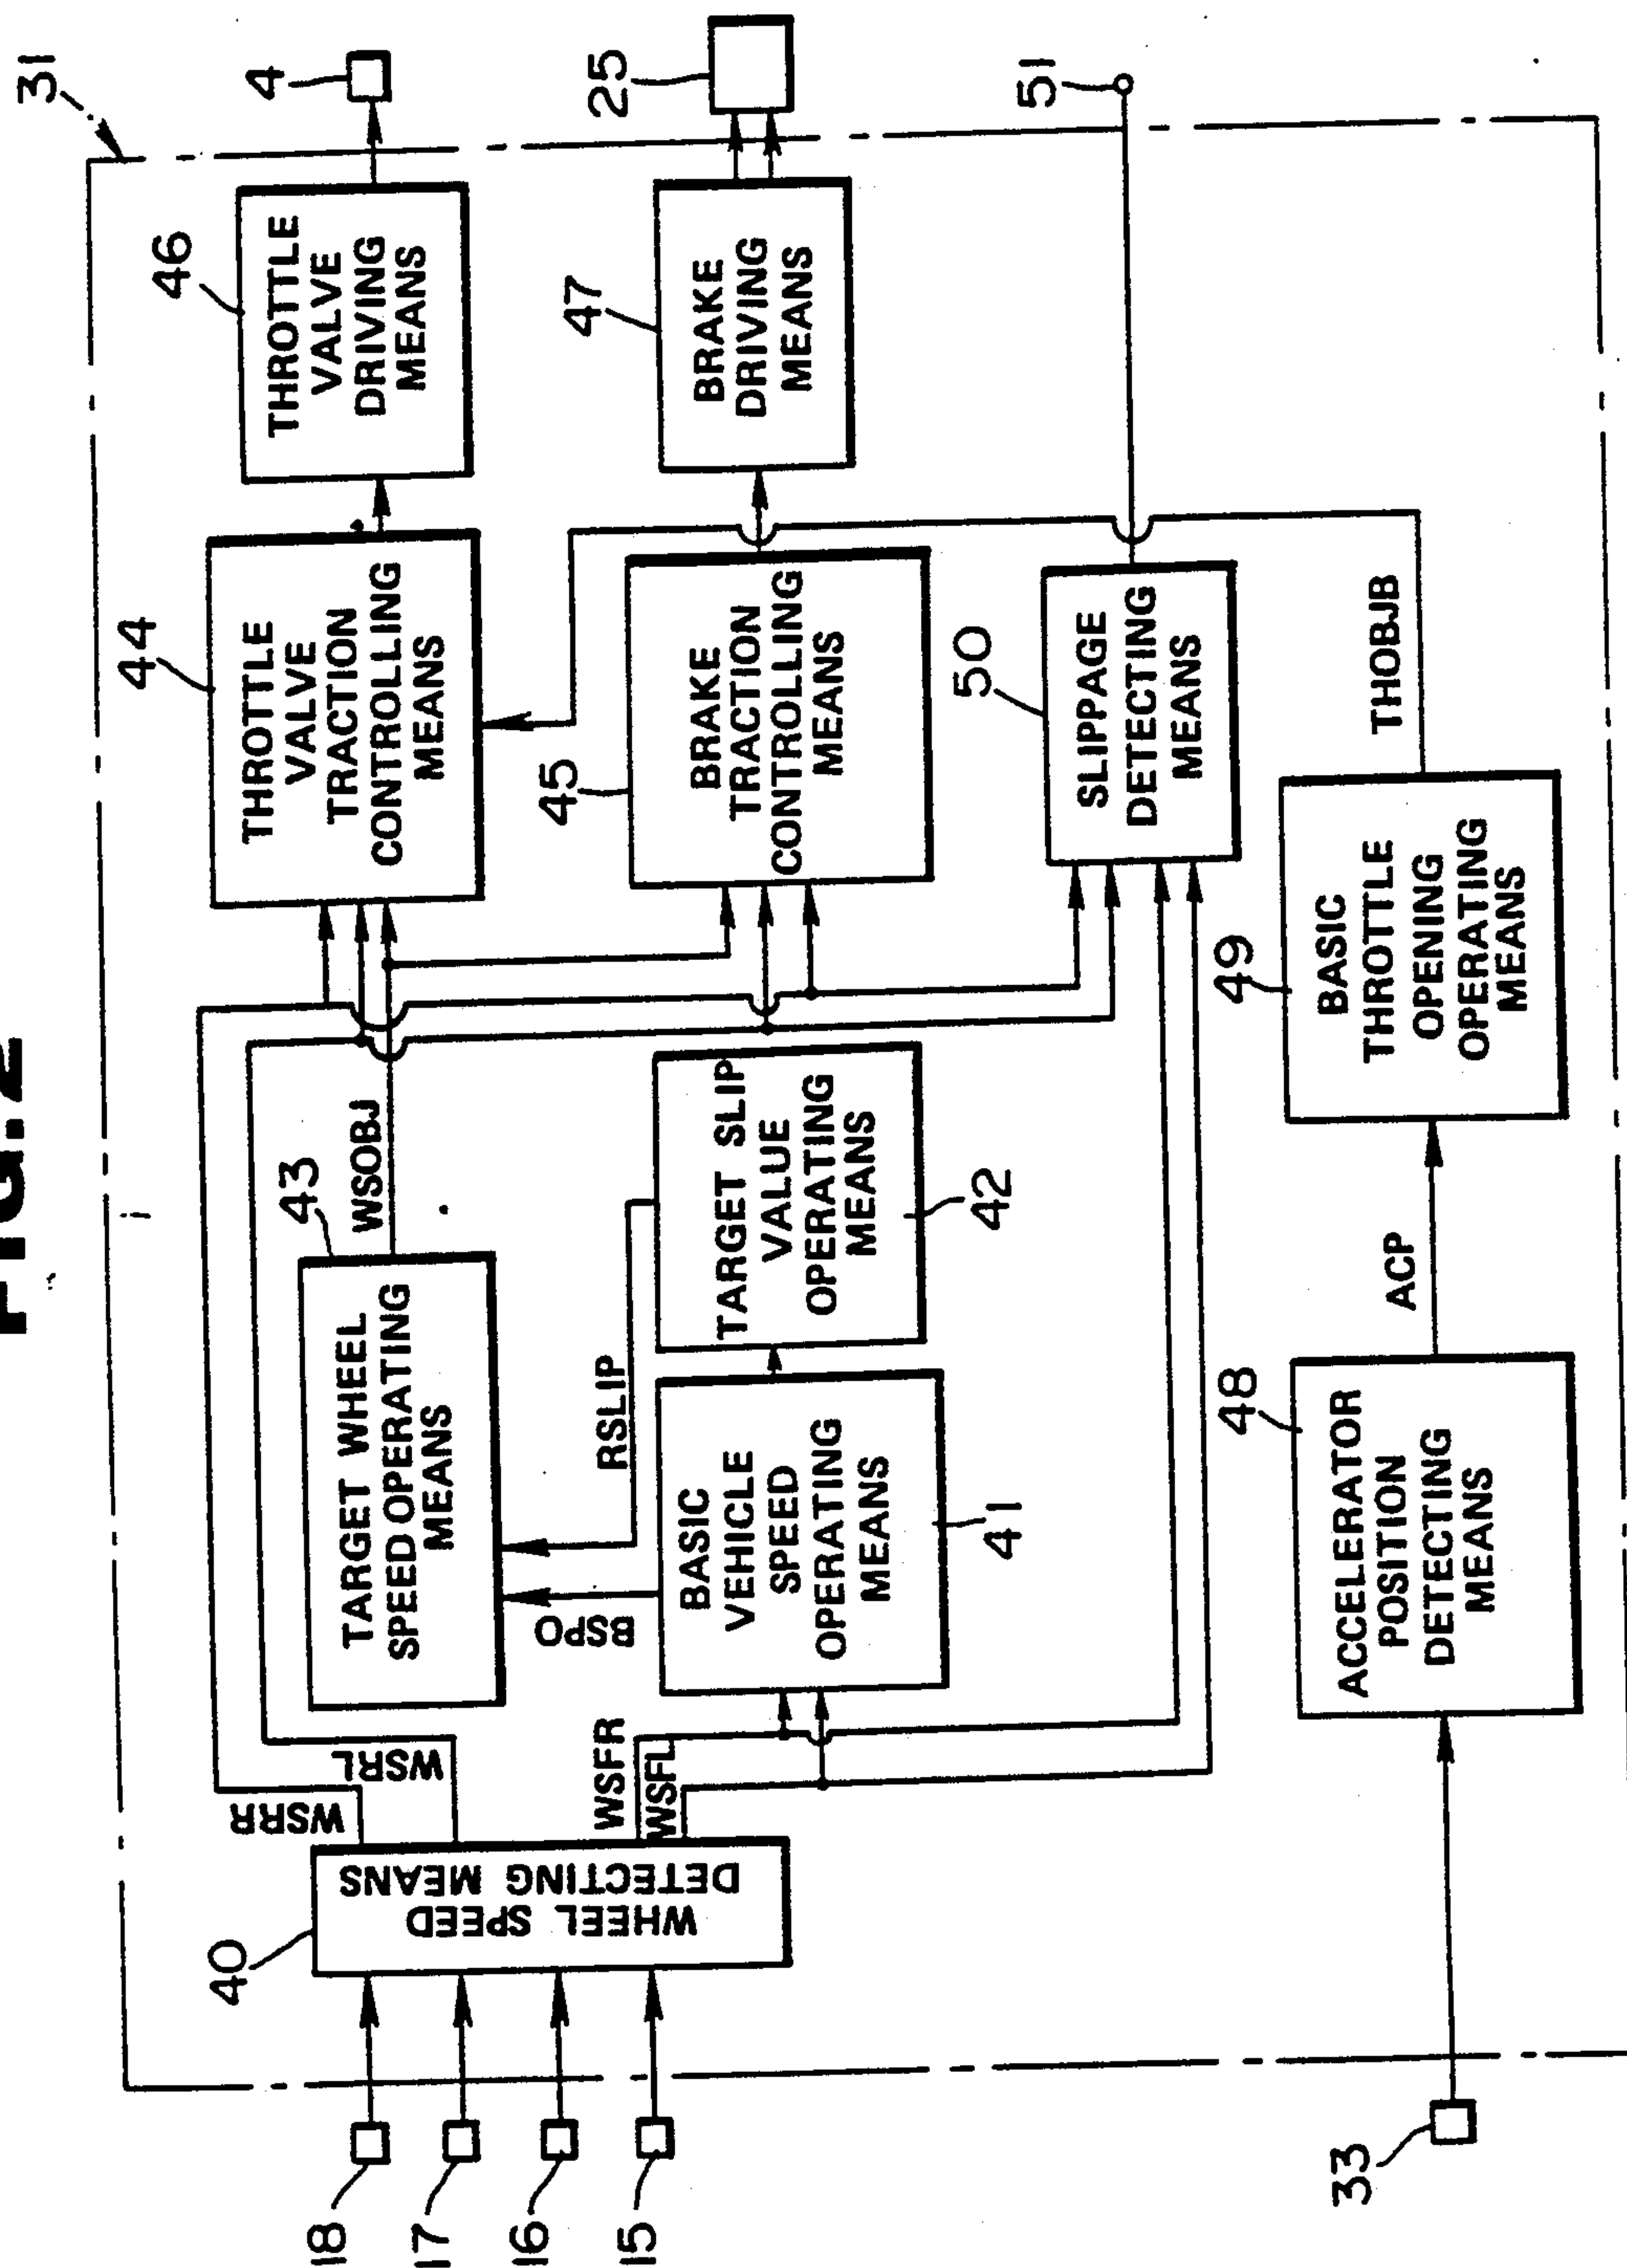 FIG. 2
31
4
25
51
46
THROTTLE
VALVE
DRIVING
MEANS
47
BRAKE
DRIVING
MEANS
44
THROTTLE
VALVE
TRACTION
CONTROLLING
MEANS
45
BRAKE
TRACTION
CONTROLLING
MEANS
50
SLIPPAGE
DETECTING
MEANS
THOBJB
43
WSOBJ
TARGET WHEEL
SPEED OPERATING
MEANS
TARGET SLIP
VALUE
OPERATING
MEANS
42
49
BASIC
THROTTLE
OPENING
OPERATING
MEANS
RSLIP
BSPO
BASIC
VEHICLE
SPEED
OPERATING
MEANS
41
ACP
48
ACCELERATOR
POSITION
DETECTING
MEANS
WSRR
WSRL
WSFR
WSFL
40
WHEEL SPEED
DETECTING MEANS
18
17
16
15
33